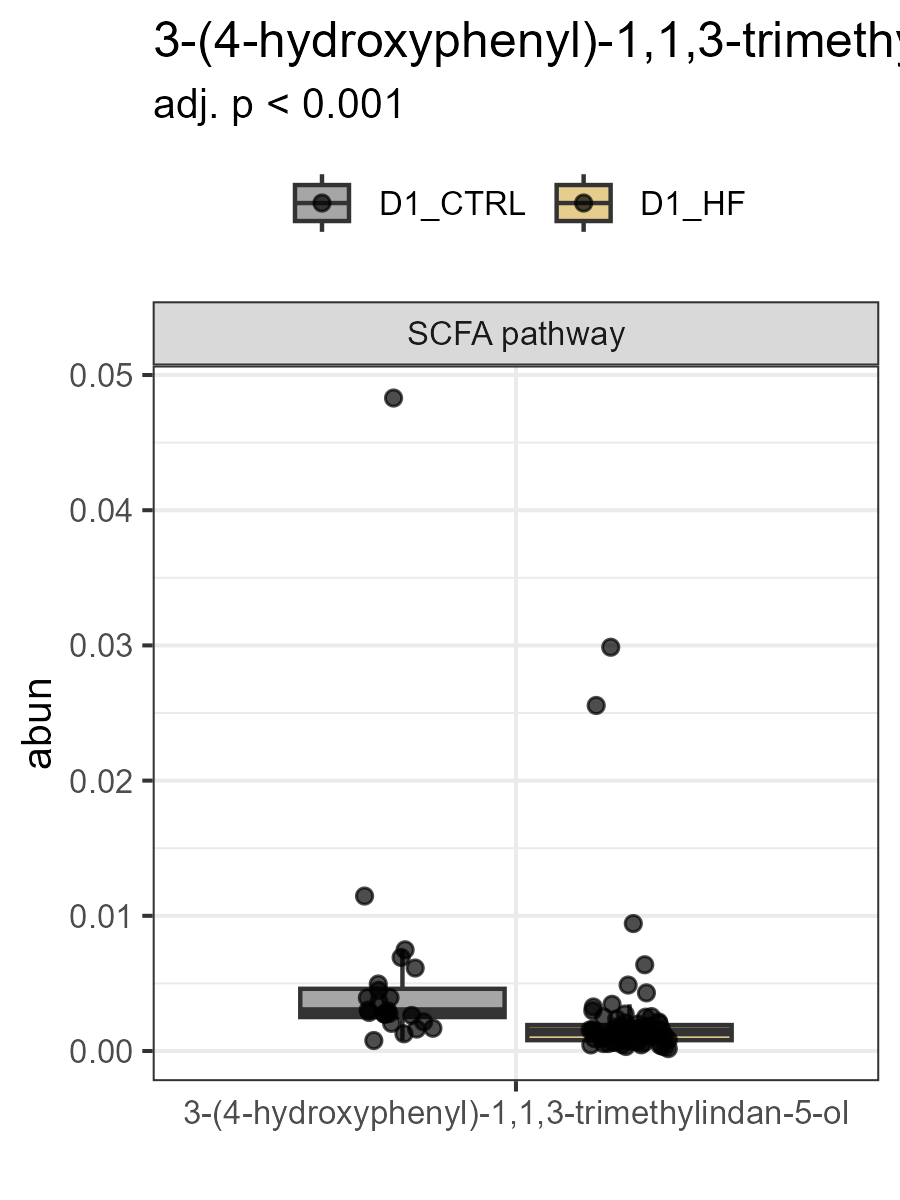 3-(4-hydroxyphenyl)-1,1,3-trimethy
adj. p < 0.001
D1_CTRL D1_HF
SCFA pathway
0.05
0.04
0.03
0.02
0.01
0.00
abun
3-(4-hydroxyphenyl)-1,1,3-trimethylindan-5-ol